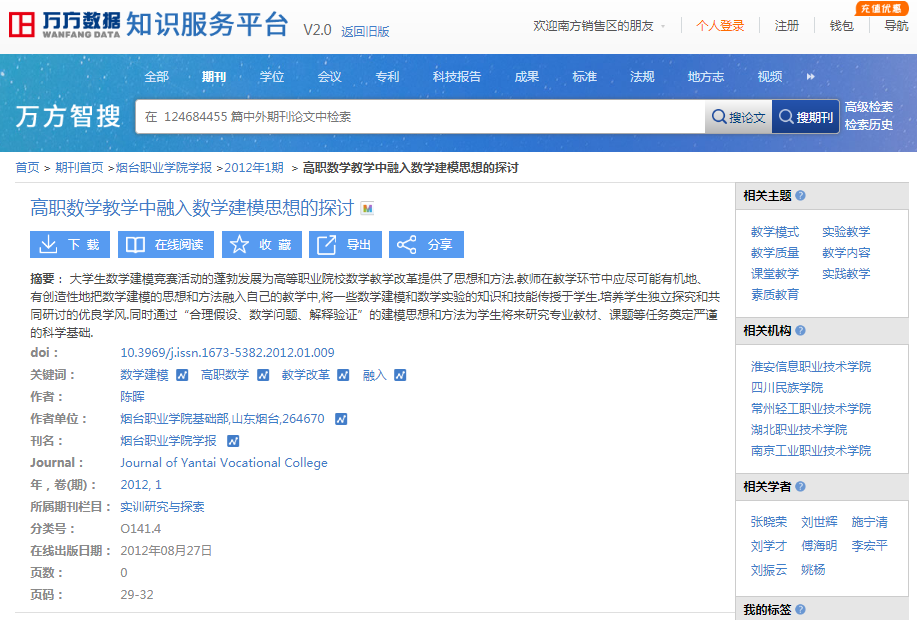 万方数据 知识服务平台 V2.0 返回旧版
WANFANG DATA
欢迎南方销售区的朋友 个人登录 注册 钱包 导航
充值优惠
全部 期刊 学位 会议 专利 科技报告 成果 标准 法规 地方志 视频
万方智搜 在 124684455 篇中外期刊论文中检索 搜论文 搜期刊 高级检索
检索历史
首页 > 期刊首页 >烟台职业学院学报 >2012年1期 > 高职数学教学中融入数学建模思想的探讨
高职数学教学中融入数学建模思想的探讨 M
下 载 在线阅读 收 藏 导出 分享
摘要： 大学生数学建模竞赛活动的蓬勃发展为高等职业院校数学教学改革提供了思想和方法.教师在教学环节中应尽可能有机地、
有创造性地把数学建模的思想和方法融入自己的教学中,将一些数学建模和数学实验的知识和技能传授于学生.培养学生独立探究和共
同研讨的优良学风.同时通过“合理假设、数学问题、解释验证”的建模思想和方法为学生将来研究专业教材、课题等任务奠定严谨
的科学基础.
doi： 10.3969/j.issn.1673-5382.2012.01.009
关键词： 数学建模 高职数学 教学改革 融入
作者： 陈晖
作者单位： 烟台职业学院基础部,山东烟台,264670
刊名： 烟台职业学院学报
Journal： Journal of Yantai Vocational College
年，卷(期)： 2012, 1
所属期刊栏目： 实训研究与探索
分类号： O141.4
在线出版日期： 2012年08月27日
页数： 0
页码： 29-32
相关主题 ?
教学模式 实验教学
教学质量 教学内容
课堂教学 实践教学
素质教育
相关机构 ?
淮安信息职业技术学院
四川民族学院
常州轻工职业技术学院
湖北职业技术学院
南京工业职业技术学院
相关学者 ?
张晓荣 刘世辉 施宁清
刘学才 傅海明 李宏平
刘振云 姚杨
我的标签 ?